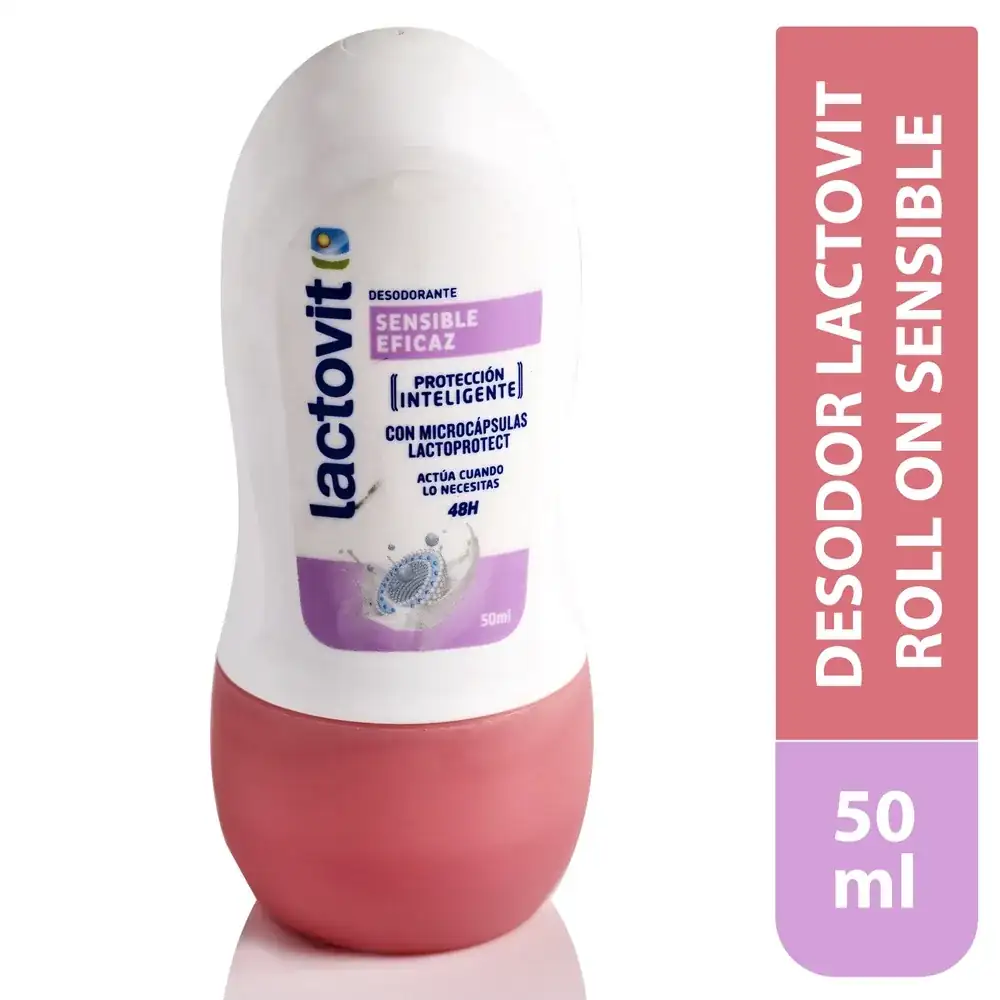 lactovit
DESODORANTE
SENSIBLE
EFICAZ
PROTECCIÓN
INTELIGENTE
CON MICROCÁPSULAS
LACTOPROTECT
ACTÚA CUANDO
LO NECESITAS
48H
50ml
DESODOR LACTOVIT
ROLL ON SENSIBLE
50
ml